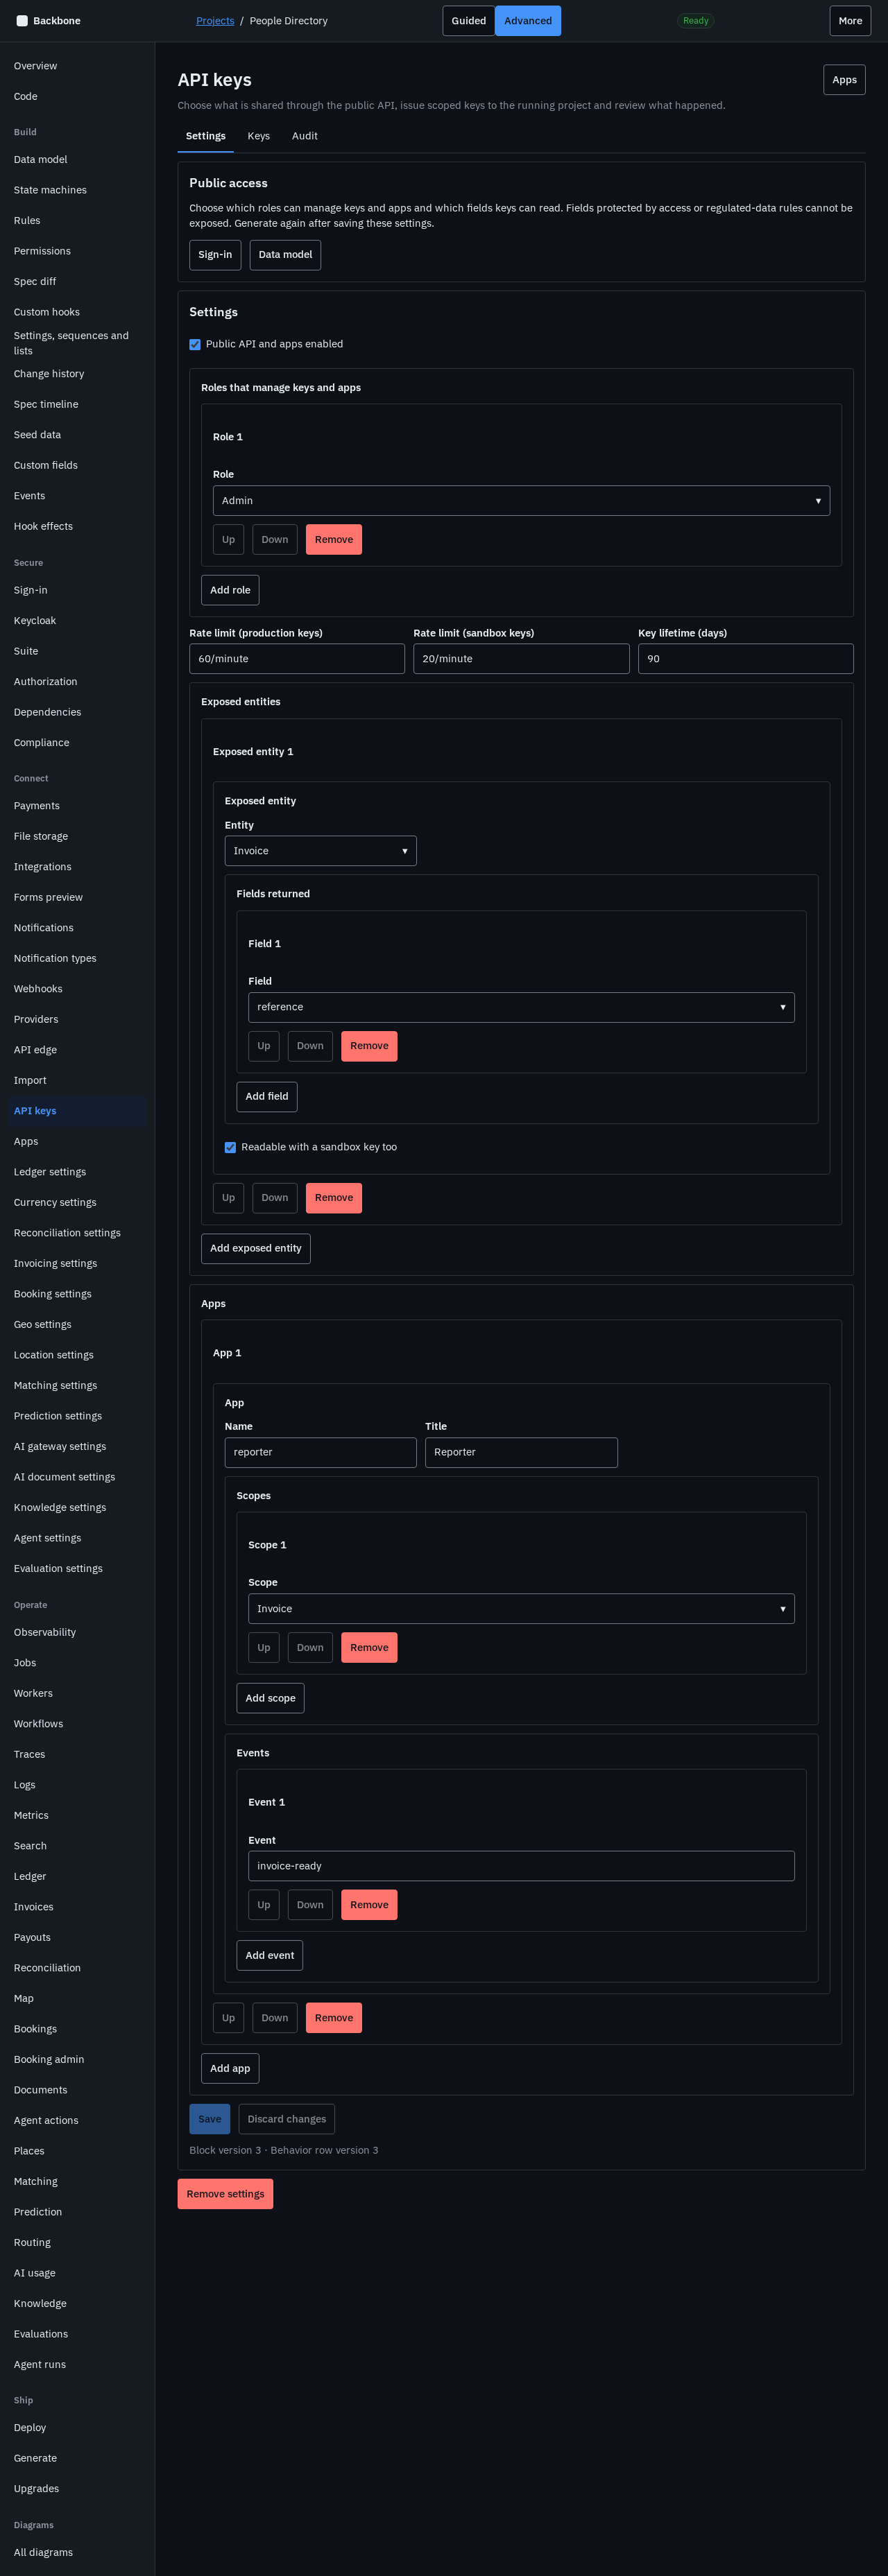 Backbone
Projects / People Directory
Guided
Advanced
Ready
More
Overview
Code
Build
Data model
State machines
Rules
Permissions
Spec diff
Custom hooks
Settings, sequences and
lists
Change history
Spec timeline
Seed data
Custom fields
Events
Hook effects
Secure
Sign-in
Keycloak
Suite
Authorization
Dependencies
Compliance
Connect
Payments
File storage
Integrations
Forms preview
Notifications
Notification types
Webhooks
Providers
API edge
Import
API keys
Apps
Ledger settings
Currency settings
Reconciliation settings
Invoicing settings
Booking settings
Geo settings
Location settings
Matching settings
Prediction settings
AI gateway settings
AI document settings
Knowledge settings
Agent settings
Evaluation settings
Operate
Observability
Jobs
Workers
Workflows
Traces
Logs
Metrics
Search
Ledger
Invoices
Payouts
Reconciliation
Map
Bookings
Booking admin
Documents
Agent actions
Places
Matching
Prediction
Routing
AI usage
Knowledge
Evaluations
Agent runs
Ship
Deploy
Generate
Upgrades
Diagrams
All diagrams
API keys
Apps
Choose what is shared through the public API, issue scoped keys to the running project and review what happened.
Settings
Keys
Audit
Public access
Choose which roles can manage keys and apps and which fields keys can read. Fields protected by access or regulated-data rules cannot be
exposed. Generate again after saving these settings.
Sign-in
Data model
Settings
Public API and apps enabled
Roles that manage keys and apps
Role 1
Role
Admin
Up
Down
Remove
Add role
Rate limit (production keys)
Rate limit (sandbox keys)
Key lifetime (days)
60/minute
20/minute
90
Exposed entities
Exposed entity 1
Exposed entity
Entity
Invoice
Fields returned
Field 1
Field
reference
Up
Down
Remove
Add field
Readable with a sandbox key too
Up
Down
Remove
Add exposed entity
Apps
App 1
App
Name
Title
reporter
Reporter
Scopes
Scope 1
Scope
Invoice
Up
Down
Remove
Add scope
Events
Event 1
Event
invoice-ready
Up
Down
Remove
Add event
Up
Down
Remove
Add app
Save
Discard changes
Block version 3 · Behavior row version 3
Remove settings